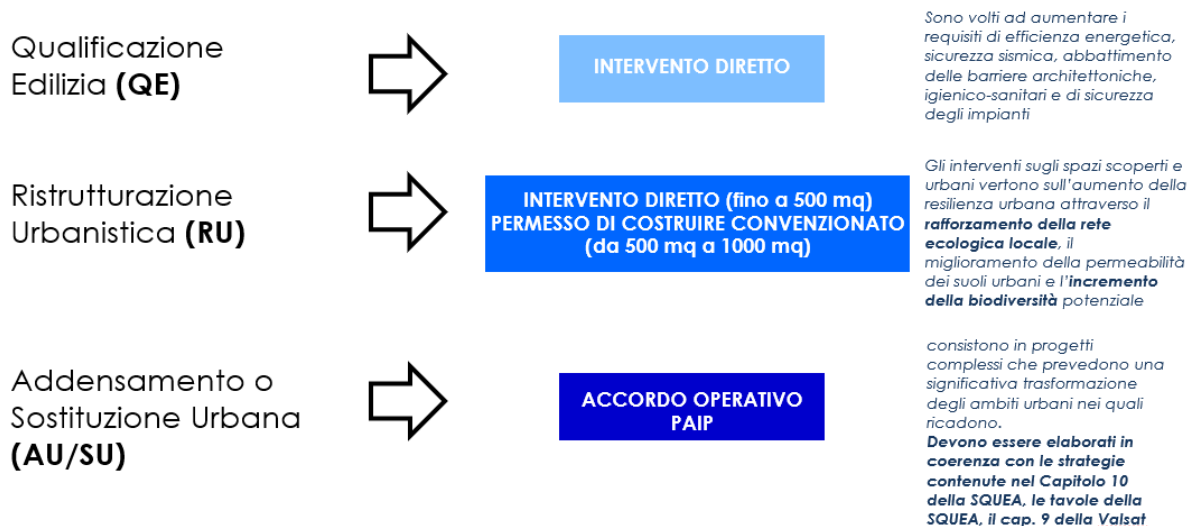 Qualificazione
Edilizia (QE)
INTERVENTO DIRETTO
Sono volti ad aumentare i
requisiti di efficienza energetica,
sicurezza sismica, abbattimento
delle barriere architettoniche,
igienico-sanitari e di sicurezza
degli impianti
Ristrutturazione
Urbanistica (RU)
INTERVENTO DIRETTO (fino a 500 mq)
PERMESSO DI COSTRUIRE CONVENZIONATO
(da 500 mq a 1000 mq)
Gli interventi sugli spazi scoperti e
urbani vertono sull'aumento della
resilienza urbana attraverso il
rafforzamento della rete
ecologica locale, il
miglioramento della permeabilità
dei suoli urbani e l'incremento
della biodiversità potenziale
Addensamento o
Sostituzione Urbana
(AU/SU)
ACCORDO OPERATIVO
PAIP
consistono in progetti
complessi che prevedono una
significativa trasformazione
degli ambiti urbani nei quali
ricadono.
Devono essere elaborati in
coerenza con le strategie
contenute nel Capitolo 10
della SQUEA, le tavole della
SQUEA, il cap. 9 della Valsat